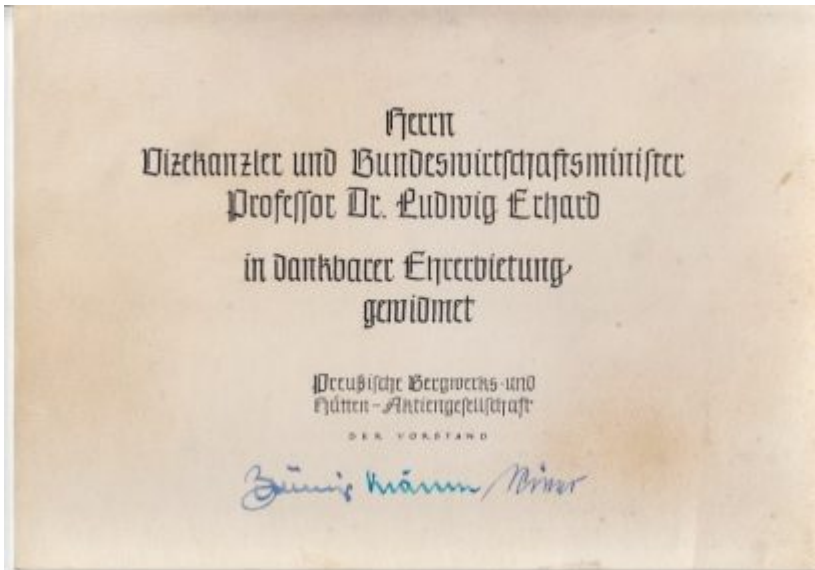 Herrn
Vizekanzler und Bundeswirtschaftsminister
Professor Dr. Ludwig Erhard
in dankbarer Ehrerbietung
gewidmet
Preußische Bergwerks- und
Hütten-Aktiengesellschaft
DER VORSTAND